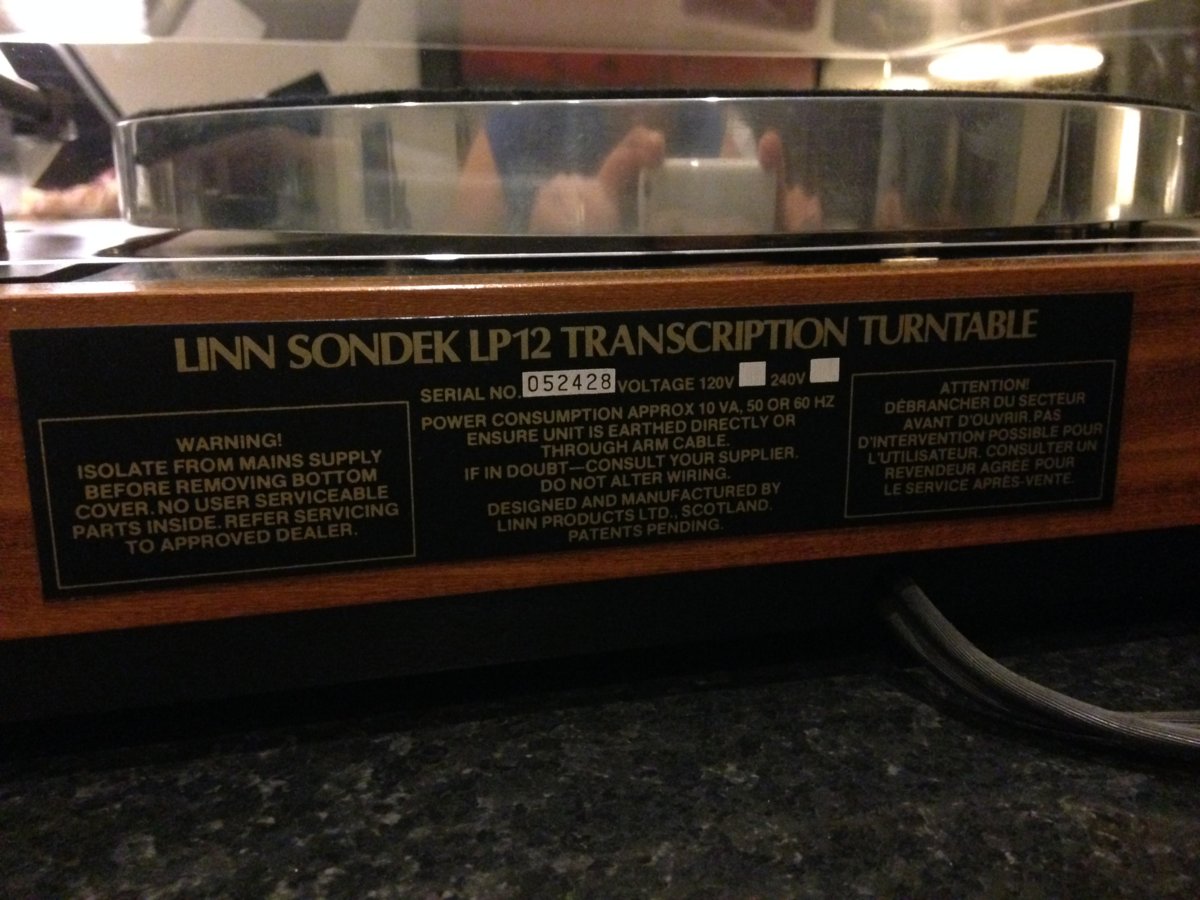 LINN SONDEK LP12 TRANSCRIPTION TURNTABLE
SERIAL NO. 052428 VOLTAGE 120V 240V
POWER CONSUMPTION APPROX 10 VA, 50 OR 60 HZ
ENSURE UNIT IS EARTHED DIRECTLY OR
THROUGH ARM CABLE.
IF IN DOUBT—CONSULT YOUR SUPPLIER.
DO NOT ALTER WIRING.
DESIGNED AND MANUFACTURED BY
LINN PRODUCTS LTD., SCOTLAND.
PATENTS PENDING.
WARNING!
ISOLATE FROM MAINS SUPPLY
BEFORE REMOVING BOTTOM
COVER. NO USER SERVICEABLE
PARTS INSIDE. REFER SERVICING
TO APPROVED DEALER.
ATTENTION!
DÉBRANCHER DU SECTEUR
AVANT D'OUVRIR. PAS
D'INTERVENTION POSSIBLE POUR
L'UTILISATEUR. CONSULTER UN
REVENDEUR AGRÉE POUR
LE SERVICE APRÈS-VENTE.